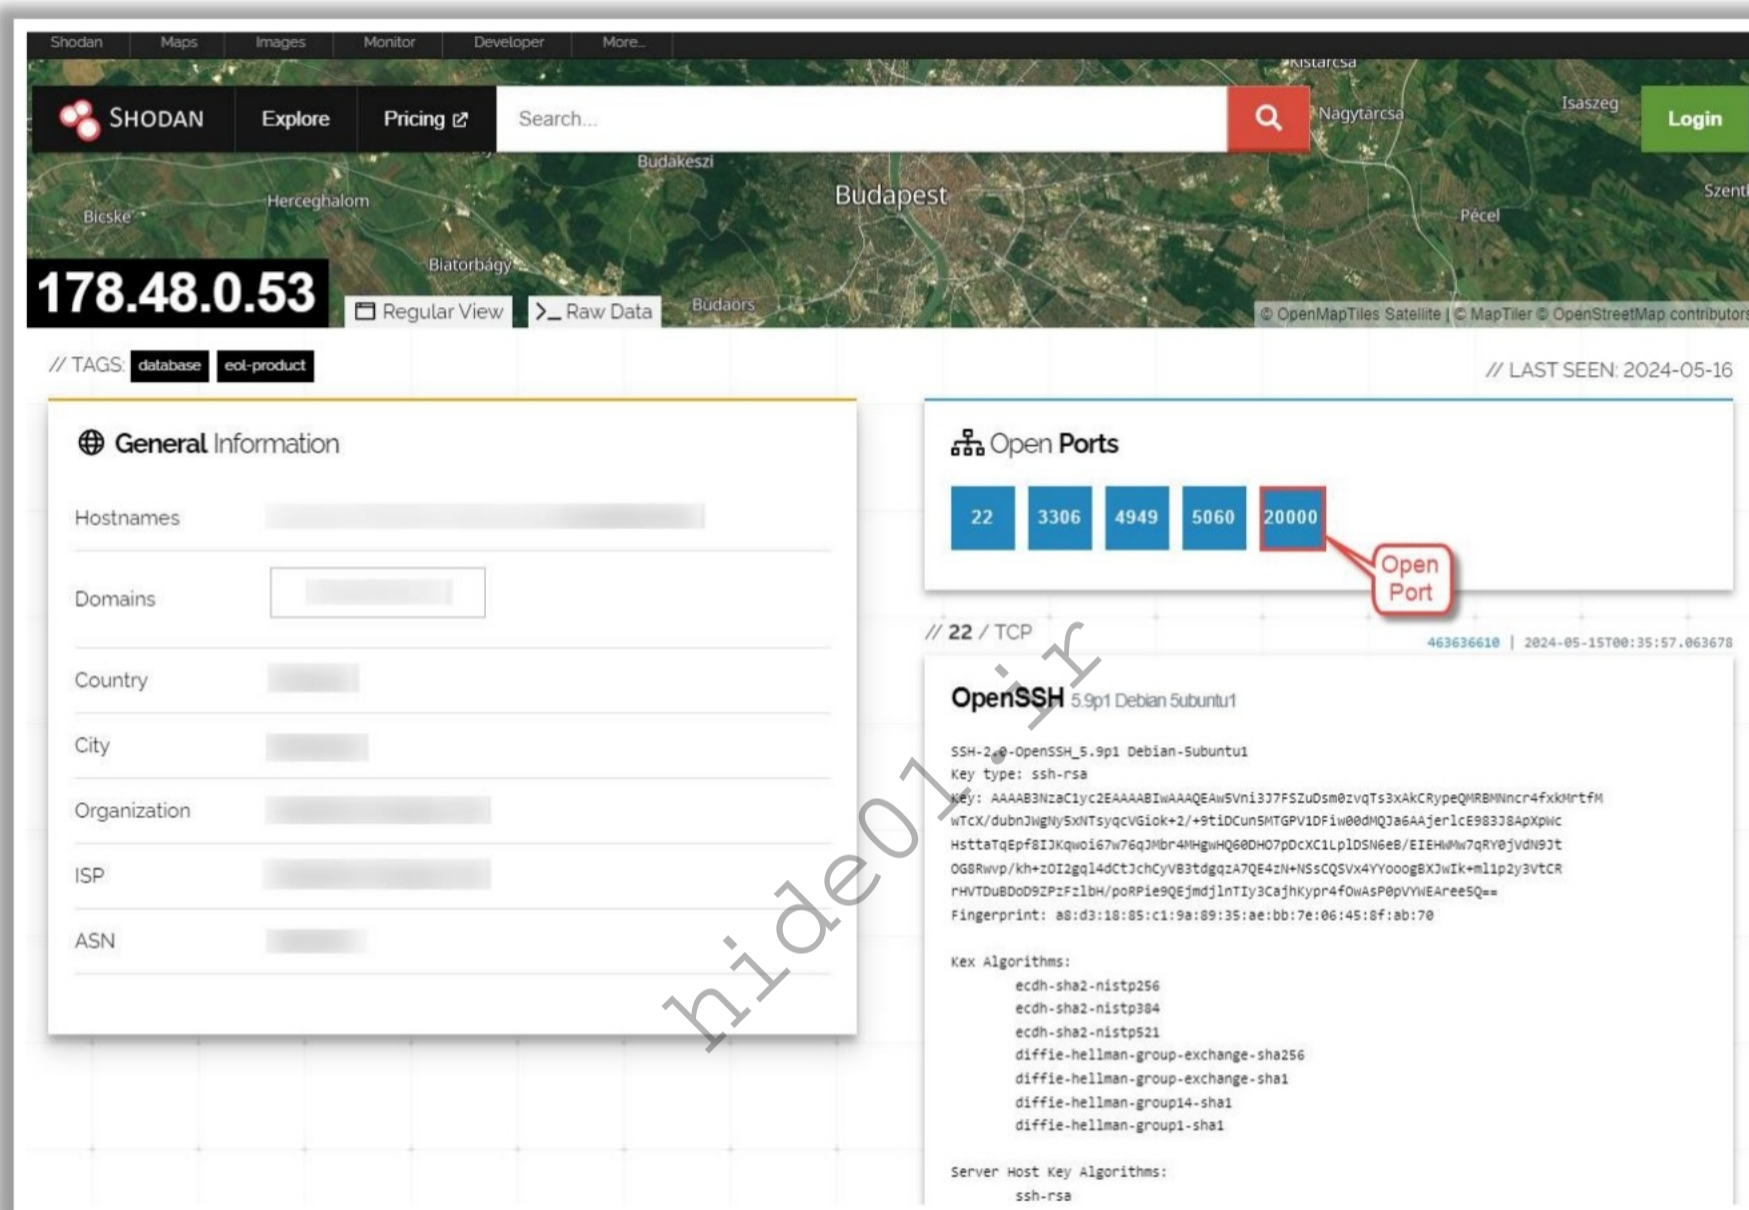 Shodan Maps Images Monitor Developer More...
Kistarcsa
SHODAN Explore Pricing Search... Nagytarcsa Isaszeg Login
Budakeszi
Bicske Herceghalom Budapest Pécel
Biatorbágy
178.48.0.53 Regular View >_ Raw Data Budaörs © OpenMapTiles Satellite | © MapTiler © OpenStreetMap contributors
// TAGS: database eol-product // LAST SEEN: 2024-05-16
General Information
Hostnames
Domains
Country
City
Organization
ISP
ASN
Open Ports
22 3306 4949 5060 20000
Open
Port
// 22 / TCP
463636610 | 2024-05-15T00:35:57.063678
OpenSSH 5.9p1 Debian 5ubuntu1
SSH-2.0-OpenSSH_5.9p1 Debian-5ubuntu1
Key type: ssh-rsa
Fingerprint: a8:d3:18:85:c1:9a:89:35:ae:bb:7e:06:45:8f:ab:70
Kex Algorithms:
ecdh-sha2-nistp256
ecdh-sha2-nistp384
ecdh-sha2-nistp521
diffie-hellman-group-exchange-sha256
diffie-hellman-group-exchange-sha1
diffie-hellman-group14-sha1
diffie-hellman-group1-sha1
Server Host Key Algorithms:
ssh-rsa
hide01.ir